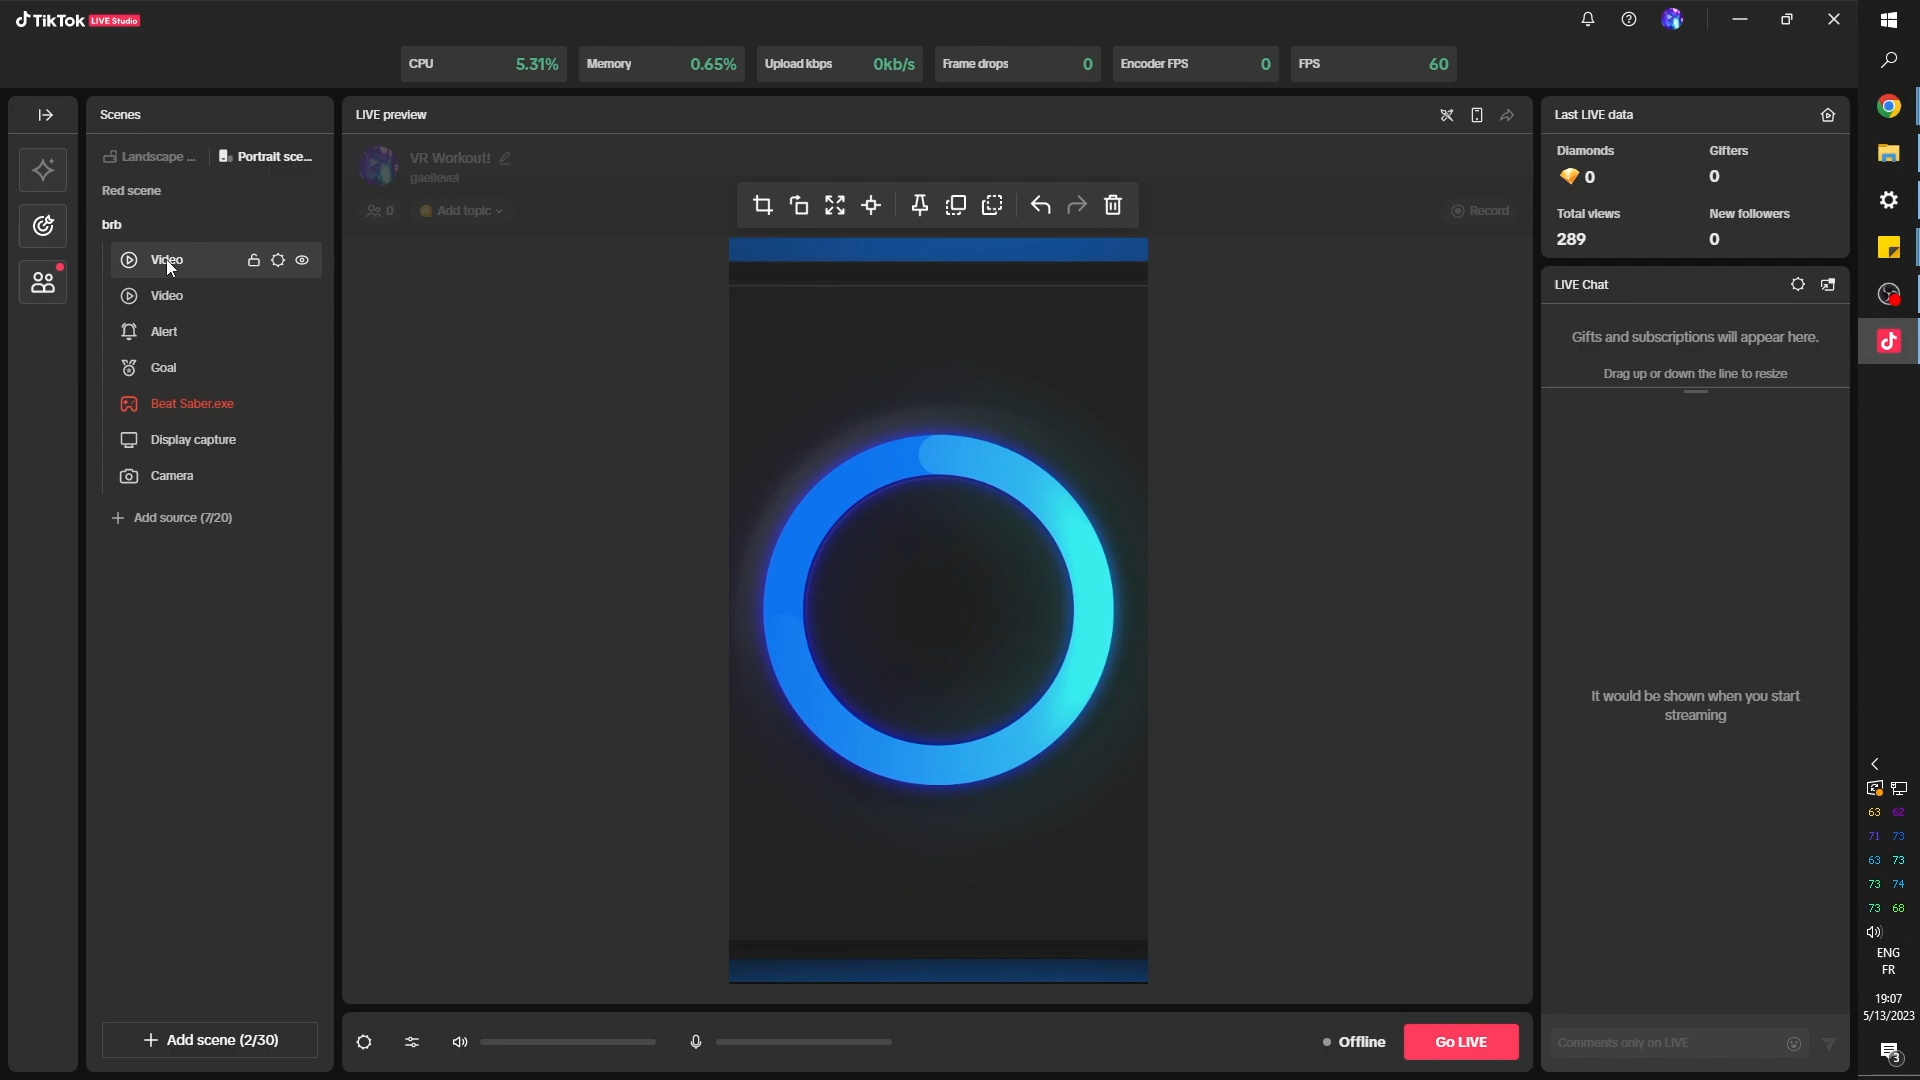 TikTok LIVE Studio
CPU 5.31%
Memory 0.65%
Upload kbps 0kb/s
Frame drops 0
Encoder FPS 0
FPS 60
Scenes
Landscape ...
Portrait sce...
Red scene
brb
Video
Video
Alert
Goal
Beat Saber.exe
Display capture
Camera
Add source (7/20)
Add scene (2/30)
LIVE preview
VR Workout!
gaellevel
0
Add topic
Record
Offline
Go LIVE
Last LIVE data
Diamonds Gifters
0 0
Total views New followers
289 0
LIVE Chat
Gifts and subscriptions will appear here.
Drag up or down the line to resize
It would be shown when you start
streaming
Comments only on LIVE
63 62
71 73
63 73
73 74
73 68
ENG
FR
19:07
5/13/2023
3